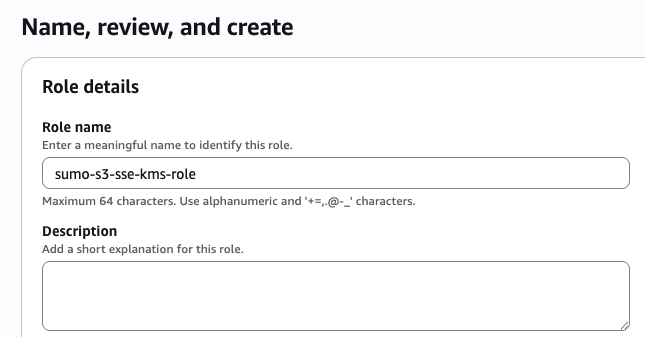 Name, review, and create
Role details
Role name
Enter a meaningful name to identify this role.
sumo-s3-sse-kms-role
Maximum 64 characters. Use alphanumeric and '+=,.@-_' characters.
Description
Add a short explanation for this role.